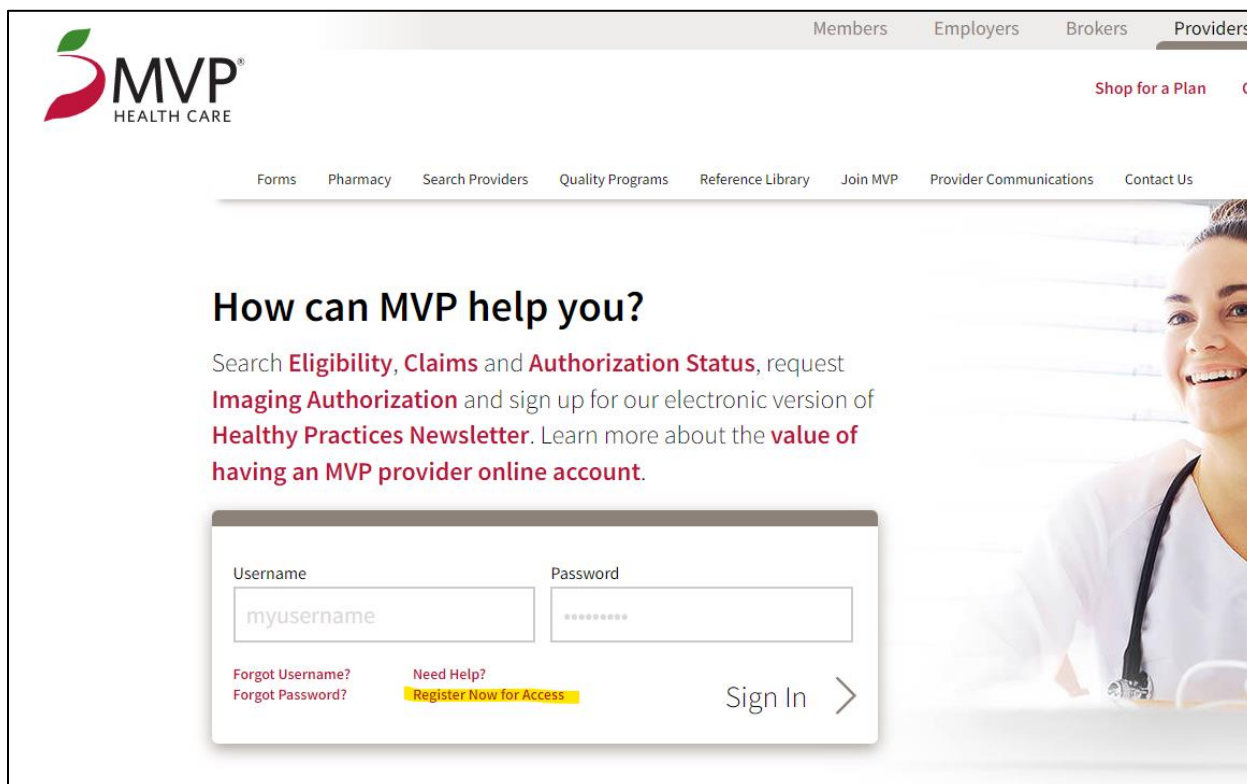 Members Employers Brokers Providers
MVP®
HEALTH CARE
Shop for a Plan
Forms Pharmacy Search Providers Quality Programs Reference Library Join MVP Provider Communications Contact Us
How can MVP help you?
Search Eligibility, Claims and Authorization Status, request
Imaging Authorization and sign up for our electronic version of
Healthy Practices Newsletter. Learn more about the value of
having an MVP provider online account.
Username Password
myusername
Forgot Username? Need Help?
Forgot Password? Register Now for Access
Sign In